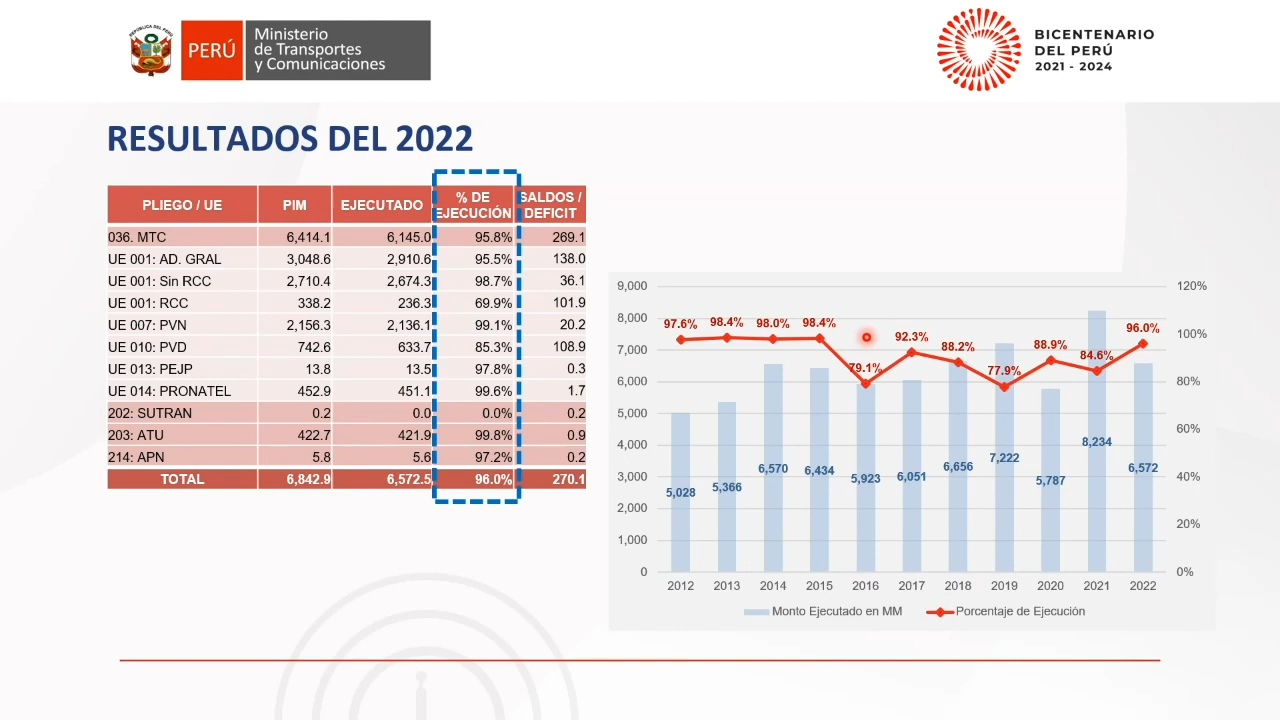 REPÚBLICA DEL PERÚ
PERÚ
Ministerio
de Transportes
y Comunicaciones
BICENTENARIO
DEL PERÚ
2021 - 2024
RESULTADOS DEL 2022
PLIEGO / UE PIM EJECUTADO % DE EJECUCIÓN SALDOS / DEFICIT
036. MTC 6,414.1 6,145.0 95.8% 269.1
UE 001: AD. GRAL 3,048.6 2,910.6 95.5% 138.0
UE 001: Sin RCC 2,710.4 2,674.3 98.7% 36.1
UE 001: RCC 338.2 236.3 69.9% 101.9
UE 007: PVN 2,156.3 2,136.1 99.1% 20.2
UE 010: PVD 742.6 633.7 85.3% 108.9
UE 013: PEJP 13.8 13.5 97.8% 0.3
UE 014: PRONATEL 452.9 451.1 99.6% 1.7
202: SUTRAN 0.2 0.0 0.0% 0.2
203: ATU 422.7 421.9 99.8% 0.9
214: APN 5.8 5.6 97.2% 0.2
TOTAL 6,842.9 6,572.5 96.0% 270.1
9,000 120%
8,000
7,000 100%
6,000 80%
5,000
4,000 60%
3,000 40%
2,000
1,000 20%
0 0%
97.6% 98.4% 98.0% 98.4% 79.1% 92.3% 88.2% 77.9% 88.9% 84.6% 96.0%
5,028 5,366 6,570 6,434 5,923 6,051 6,656 7,222 5,787 8,234 6,572
2012 2013 2014 2015 2016 2017 2018 2019 2020 2021 2022
Monto Ejecutado en MM Porcentaje de Ejecución